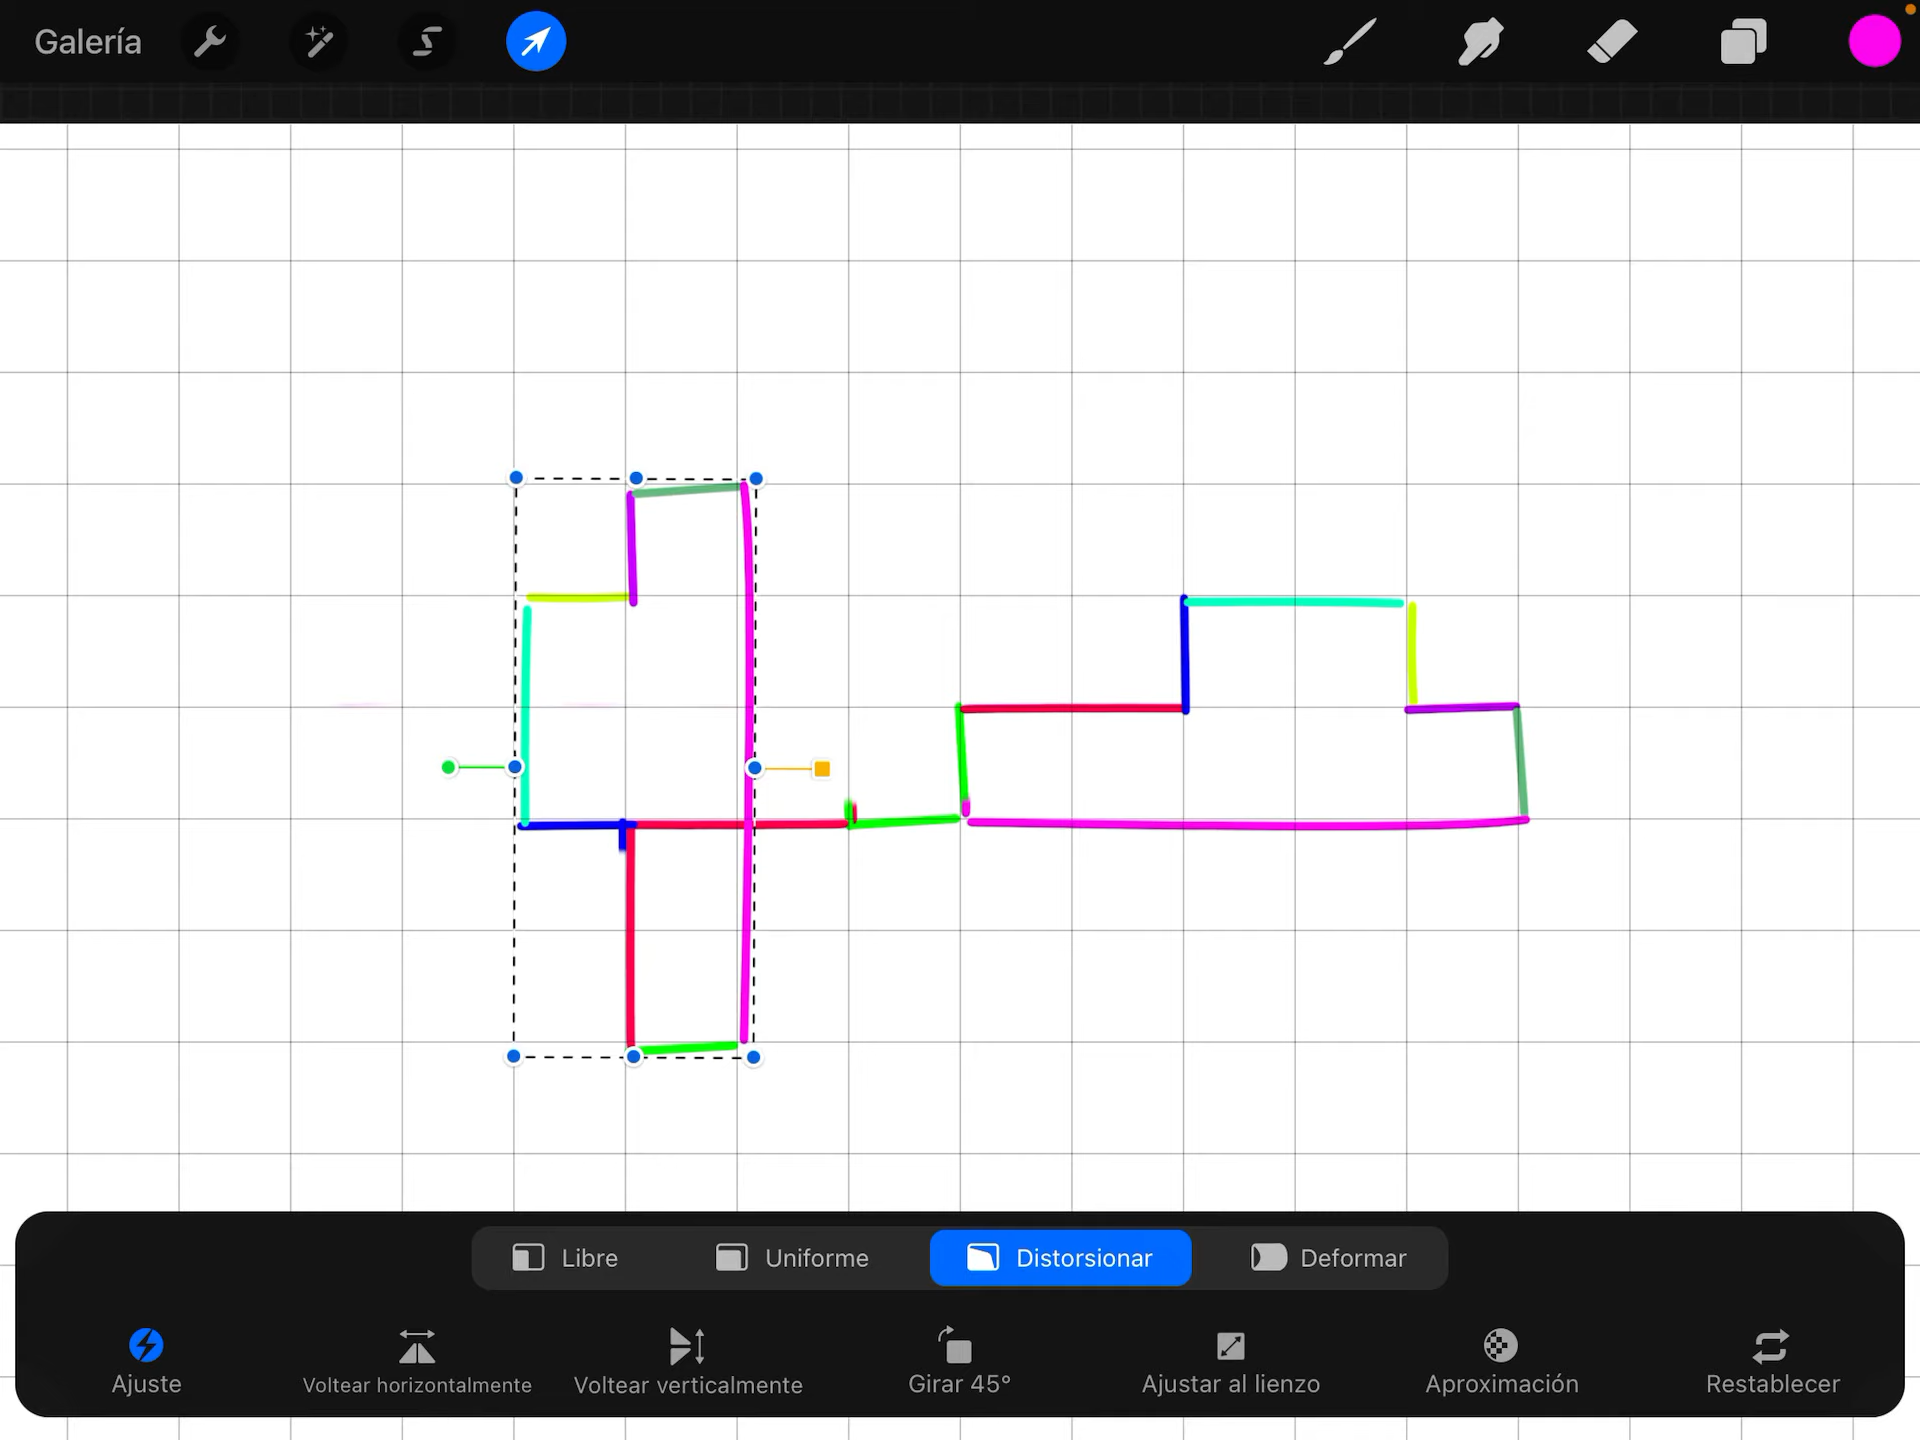 Galería
Libre Uniforme Distorsionar Deformar
Ajuste Voltear horizontalmente Voltear verticalmente Girar 45° Ajustar al lienzo Aproximación Restablecer